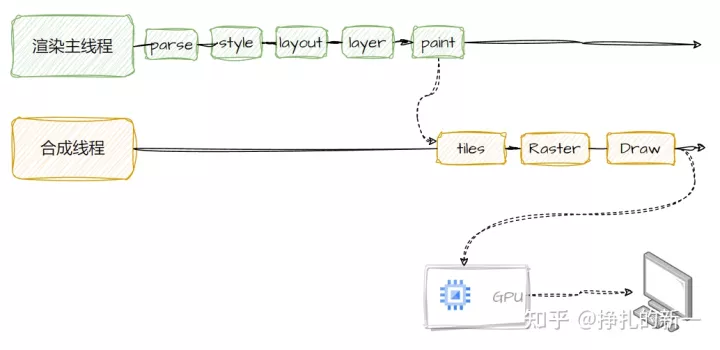 渲染主线程
parse
style
layout
layer
paint
合成线程
tiles
Raster
Draw
GPU
知乎 @挣扎的新一